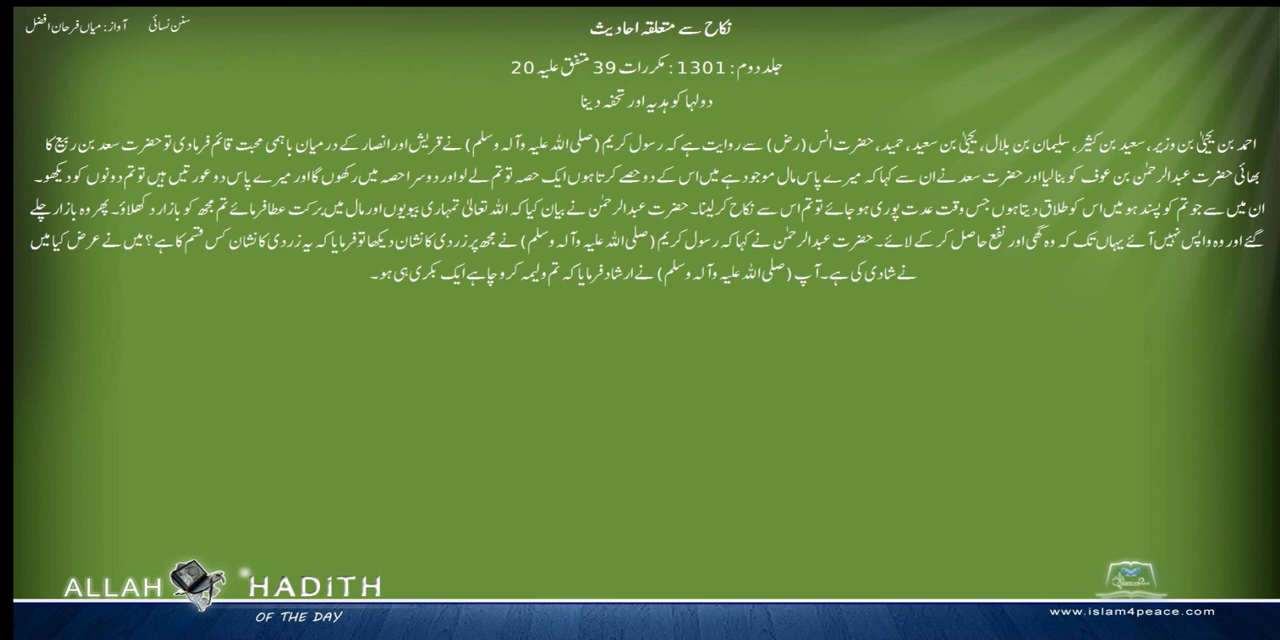 سنن نسائی آواز: میاں فرحان افضل
نکاح سے متعلقہ احادیث
جلد دوم : 1301 : مکررات 39 متفق علیہ 20
دولہا کو ہدیہ اور تحفہ دینا
احمد بن یحیٰ بن وزیر، سعید بن کثیر، سلیمان بن بلال، یحیٰ بن سعید، حمید، حضرت انس (رض) سے روایت ہے کہ رسول کریم (صلی اللہ علیہ وآلہ وسلم) نے قریش اور انصار کے درمیان باہمی محبت قائم فرمادی تو حضرت سعد بن ربیع کا
بھائی حضرت عبدالرحمٰن بن عوف کو بنالیا اور حضرت سعد نے ان سے کہا کہ میرے پاس مال موجود ہے میں اس کے دو حصے کرتا ہوں ایک حصہ تو تم لے لو اور دوسرا حصہ میں رکھوں گا اور میرے پاس دو عورتیں ہیں تو تم دونوں کو دیکھو۔
ان میں سے جو تم کو پسند ہو میں اس کو طلاق دیتا ہوں جس وقت عدت پوری ہو جائے تو تم اس سے نکاح کر لینا۔ حضرت عبدالرحمٰن نے بیان کیا کہ اللہ تعالیٰ تمہاری بیویوں اور مال میں برکت عطا فرمائے تم مجھ کو بازار دکھلاؤ۔ پھر وہ بازار چلے
گئے اور وہ واپس نہیں آئے یہاں تک کہ وہ گھی اور نفع حاصل کر کے لائے۔ حضرت عبدالرحمٰن نے کہا کہ رسول کریم (صلی اللہ علیہ وآلہ وسلم) نے مجھ پر زردی کا نشان دیکھا تو فرمایا کہ یہ زردی کا نشان کس قسم کا ہے؟ میں نے عرض کیا میں
نے شادی کی ہے۔ آپ (صلی اللہ علیہ وآلہ وسلم) نے ارشاد فرمایا کہ تم ولیمہ کرو چاہے ایک بکری ہی ہو۔
ALLAH HADITH
OF THE DAY
www.islam4peace.com